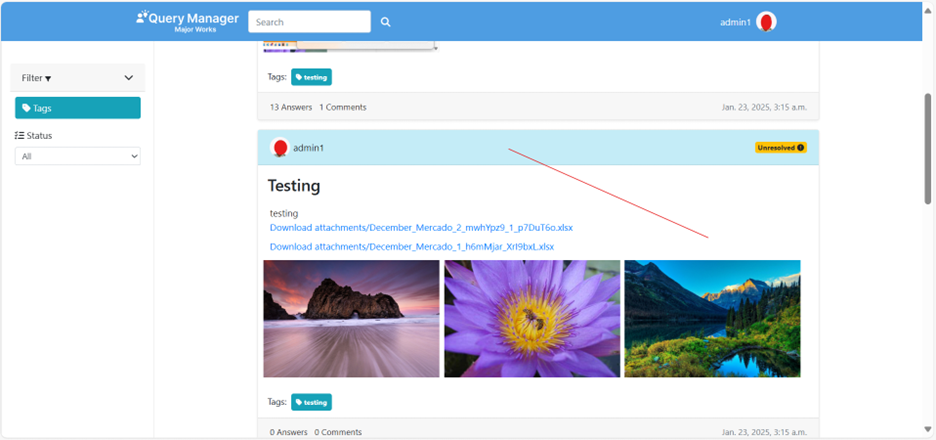 Query Manager
Major Works
Search
admin1
Filter ▼
Tags
Status
All
Tags: testing
13 Answers 1 Comments
Jan. 23, 2025, 3:15 a.m.
admin1
Unresolved
Testing
testing
Download attachments/December_Mercado_2_mwhYpz9_1_p7DuT6o.xlsx
Download attachments/December_Mercado_1_h6mMjar_XrI9bxL.xlsx
Tags: testing
0 Answers 0 Comments
Jan. 23, 2025, 3:15 a.m.